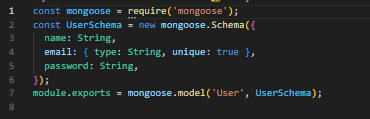 1 const mongoose = require('mongoose');
2 const UserSchema = new mongoose.Schema({
3   name: String,
4   email: { type: String, unique: true },
5   password: String,
6 });
7 module.exports = mongoose.model('User', UserSchema);
8